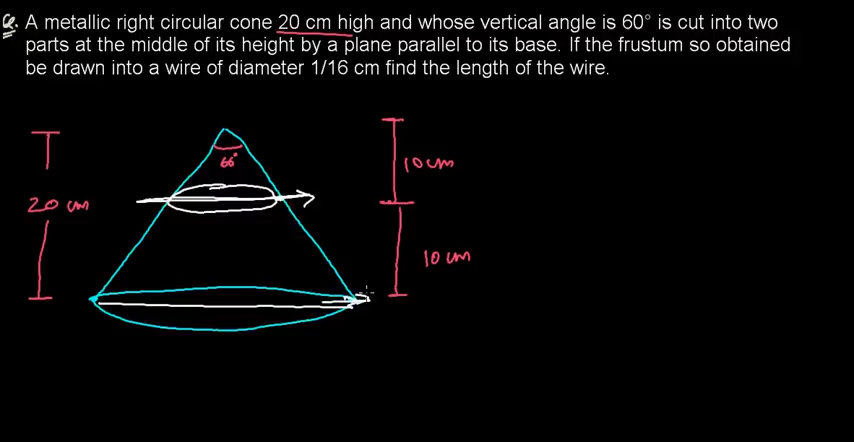 Q. A metallic right circular cone 20 cm high and whose vertical angle is 60° is cut into two
parts at the middle of its height by a plane parallel to its base. If the frustum so obtained
be drawn into a wire of diameter 1/16 cm find the length of the wire.
60°
10 cm
20 cm
10 cm